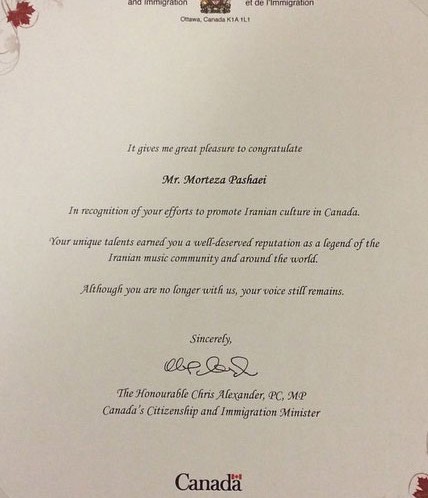 and Immigration et de l'Immigration
Ottawa, Canada K1A 1L1
It gives me great pleasure to congratulate
Mr. Morteza Pashaei
In recognition of your efforts to promote Iranian culture in Canada.
Your unique talents earned you a well-deserved reputation as a legend of the
Iranian music community and around the world.
Although you are no longer with us, your voice still remains.
Sincerely,
The Honourable Chris Alexander, PC, MP
Canada's Citizenship and Immigration Minister
Canada